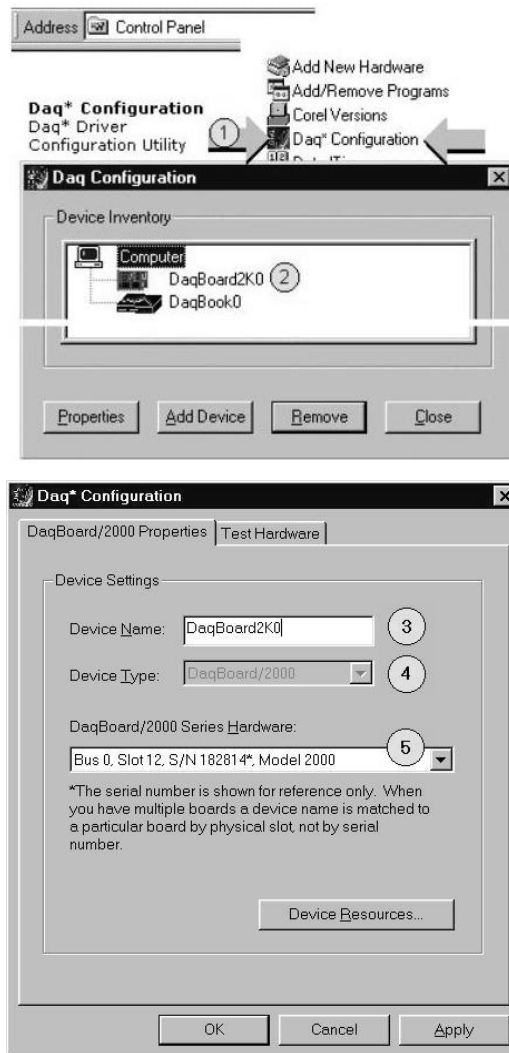 Address Control Panel
Add New Hardware
Add/Remove Programs
Corel Versions
Daq* Configuration
Daq* Configuration
Daq* Driver
Configuration Utility
1
Daq Configuration
Device Inventory
Computer
DaqBoard2K0 2
DaqBook0
Properties Add Device Remove Close
Daq* Configuration
DaqBoard/2000 Properties Test Hardware
Device Settings
Device Name: DaqBoard2K0 3
Device Type: DaqBoard/2000 4
DaqBoard/2000 Series Hardware:
5
Bus 0, Slot 12, S/N 182814*, Model 2000
*The serial number is shown for reference only. When
you have multiple boards a device name is matched to
a particular board by physical slot, not by serial
number.
Device Resources...
OK Cancel Apply